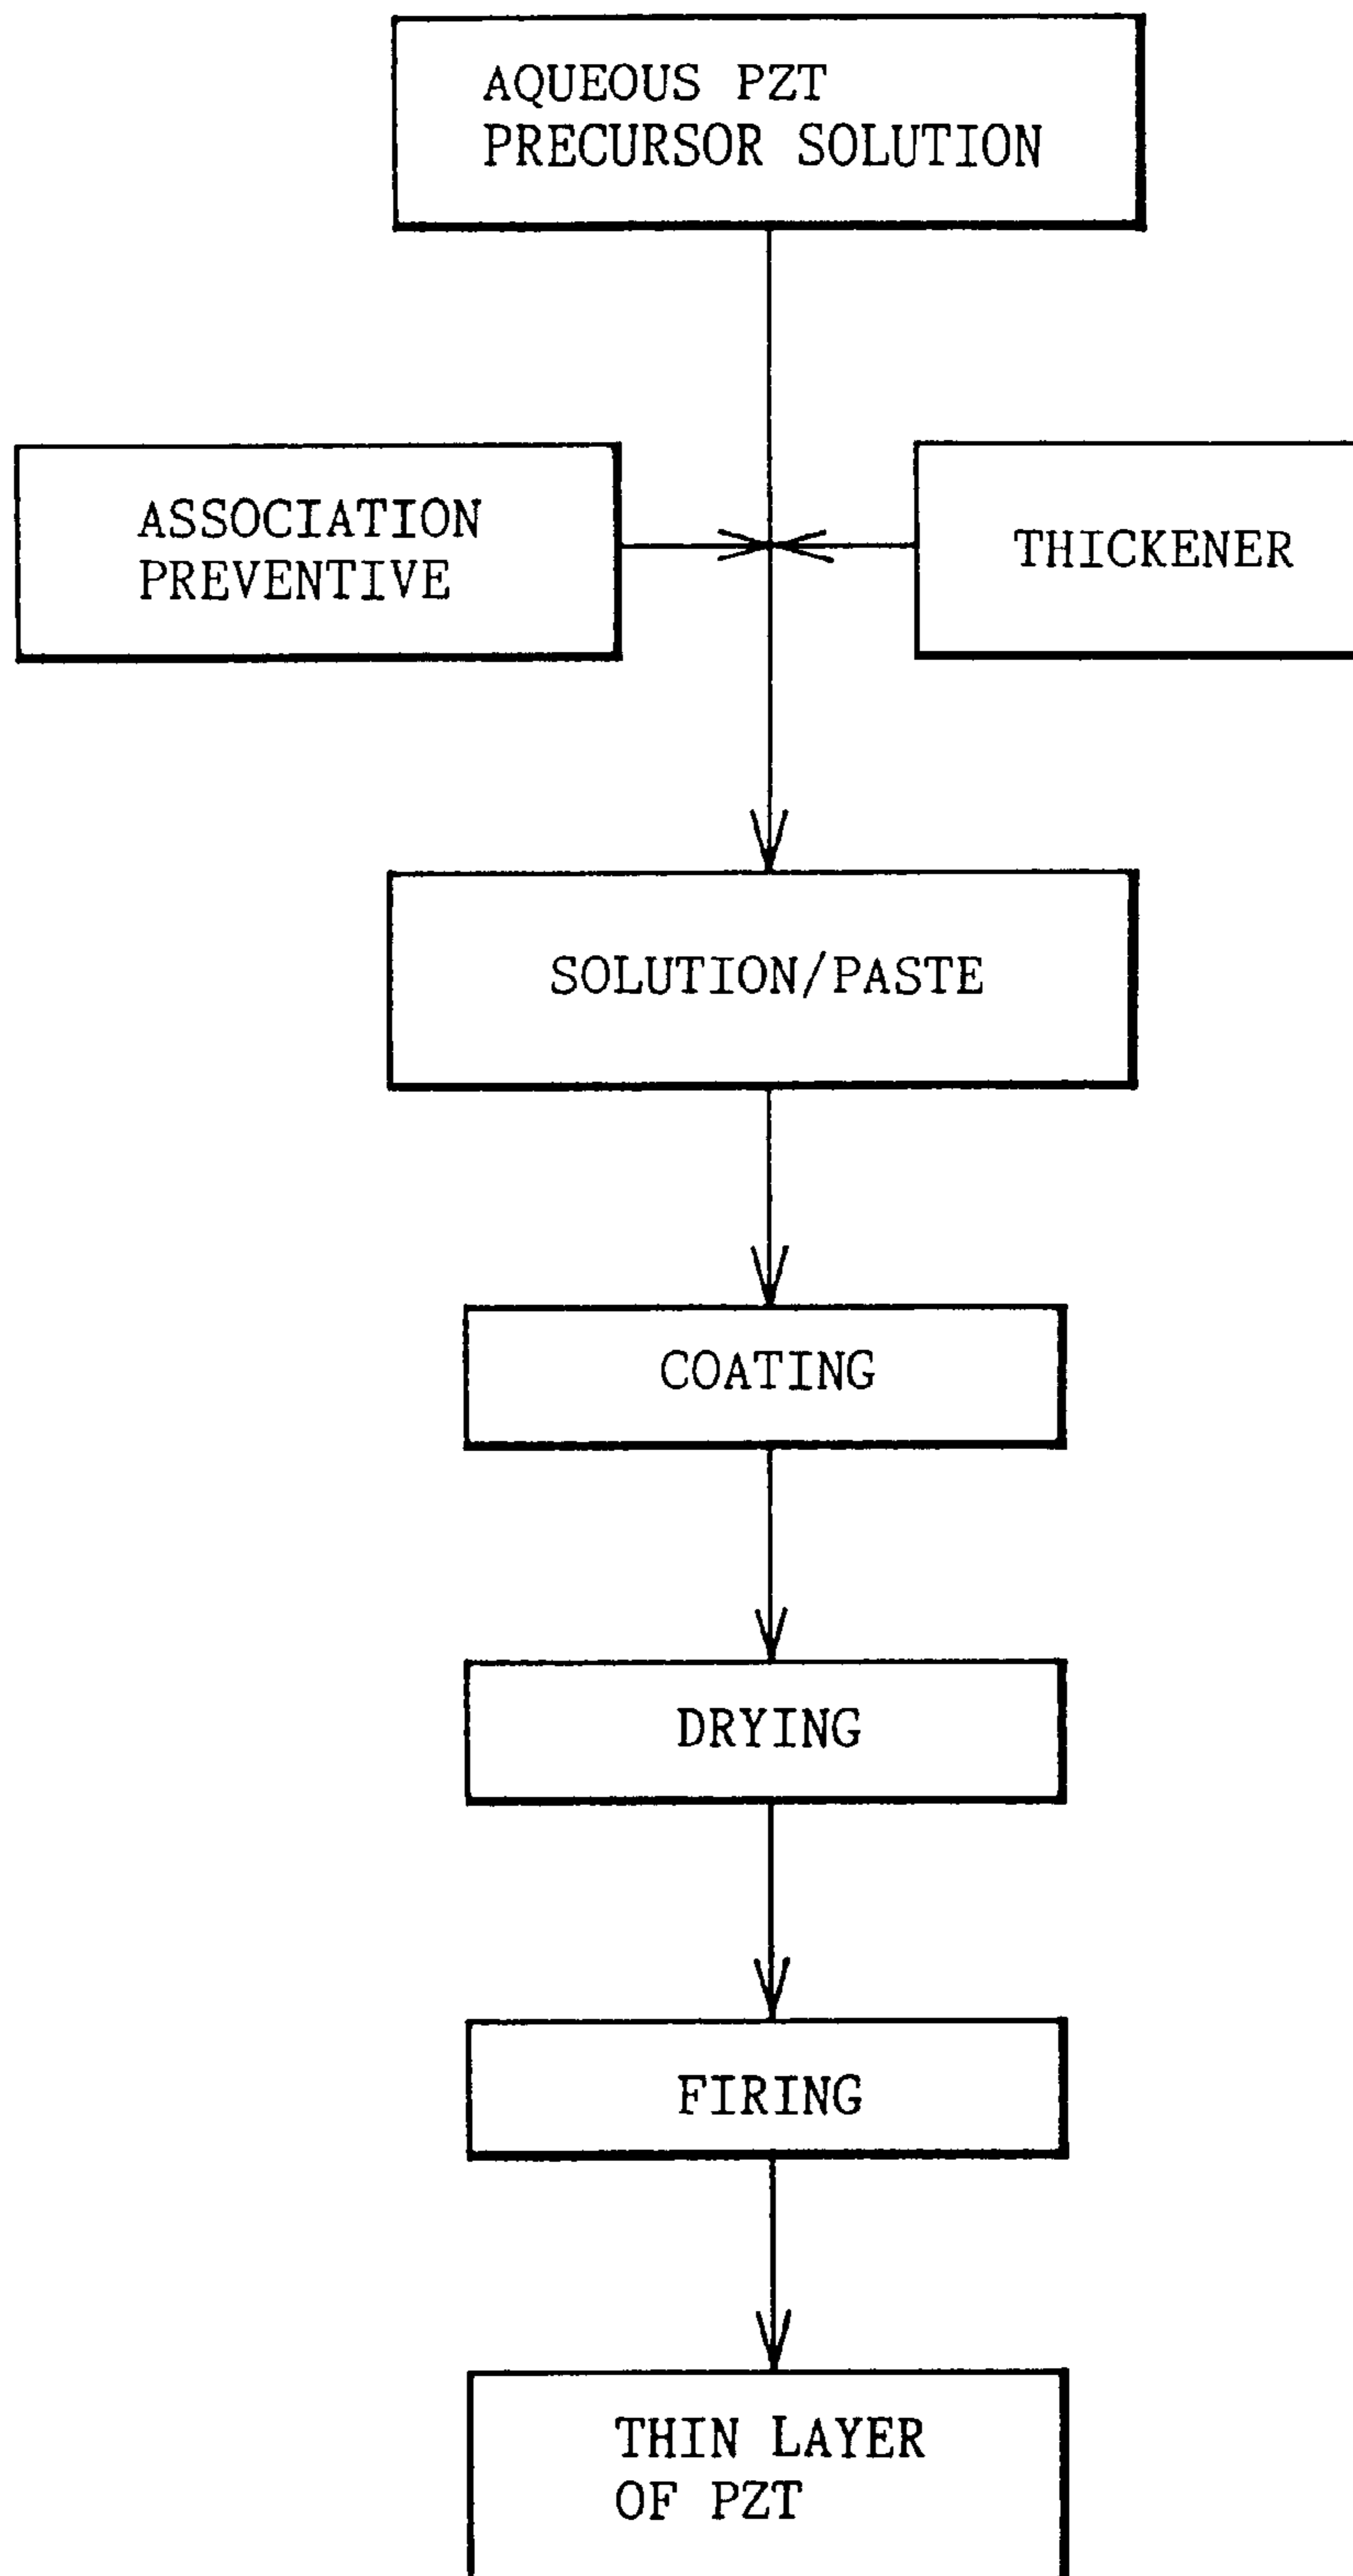 AQUEOUS PZT
PRECURSOR SOLUTION
ASSOCIATION
PREVENTIVE
THICKENER
SOLUTION/PASTE
COATING
DRYING
FIRING
THIN LAYER
OF PZT